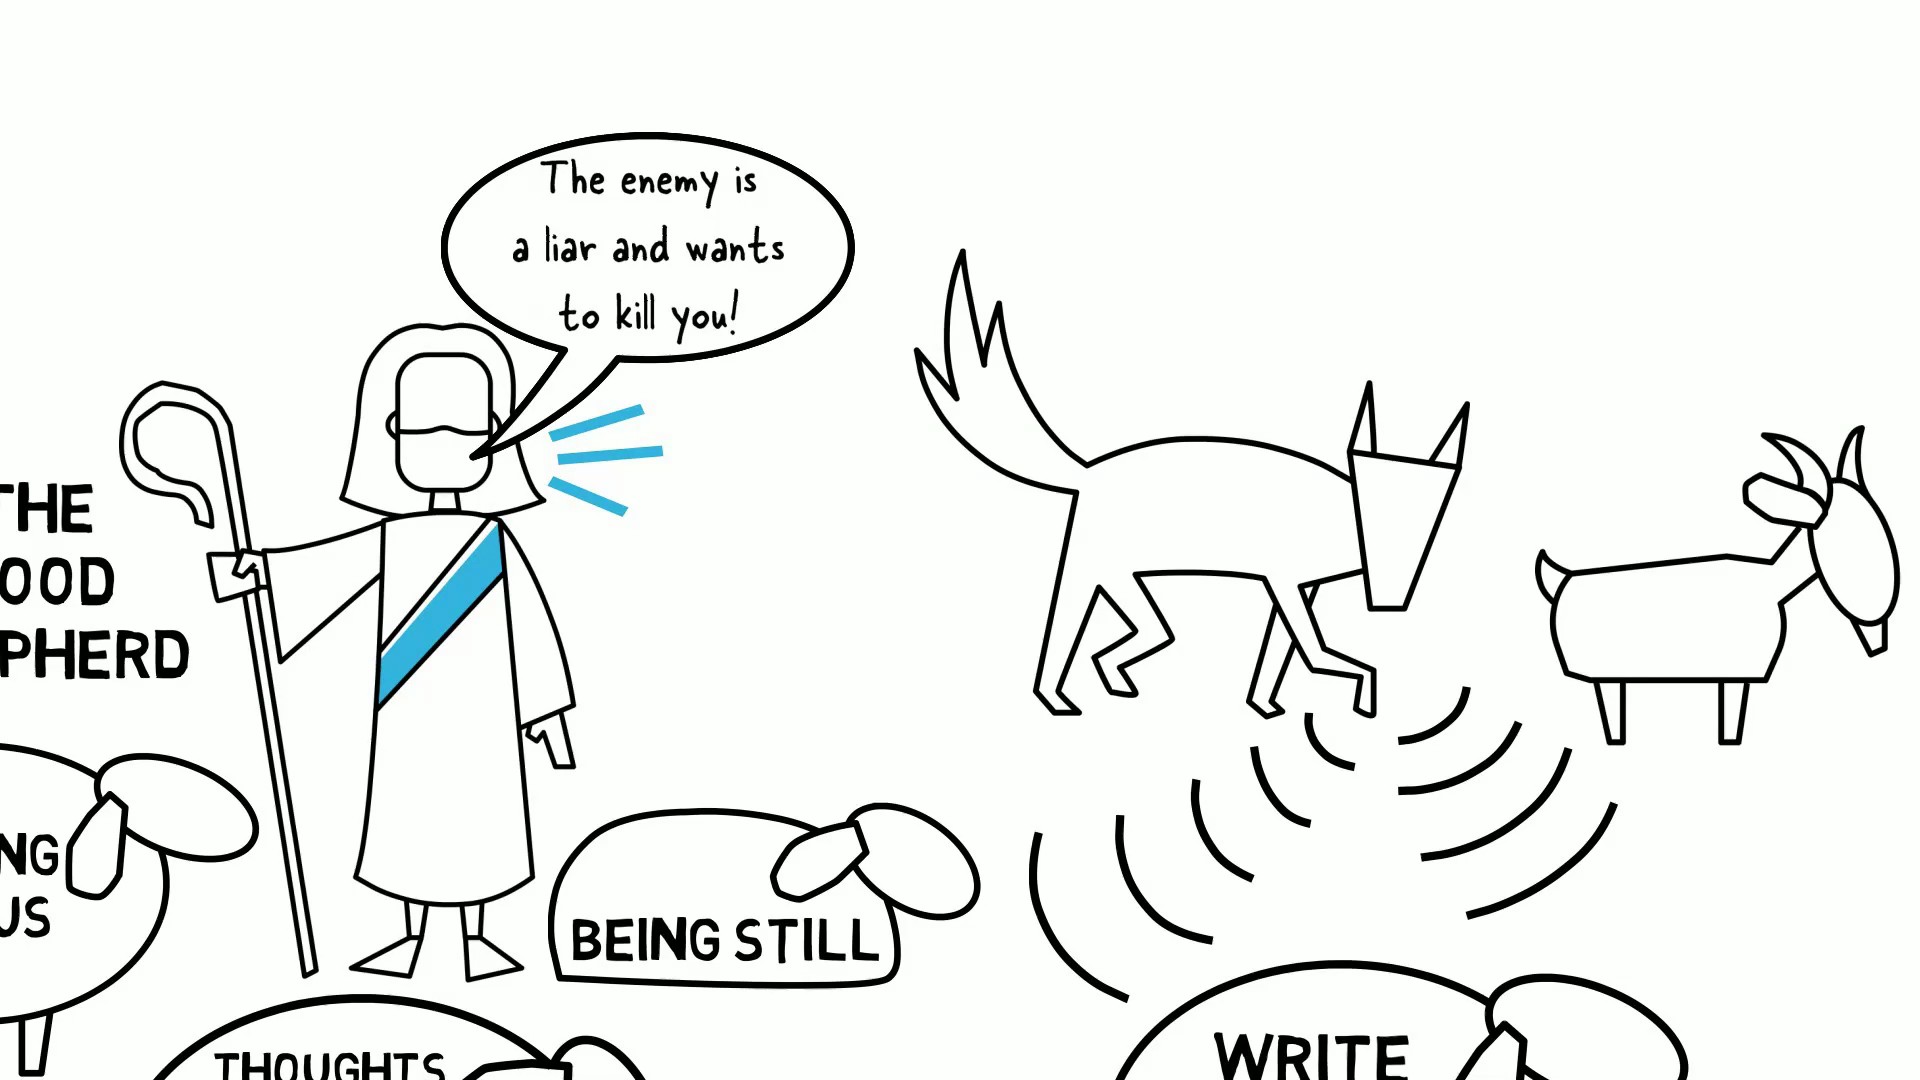 The enemy is
a liar and wants
to kill you!
THE
OOD
PHERD
NG
US
BEING STILL
THOUGHTS
WRITE